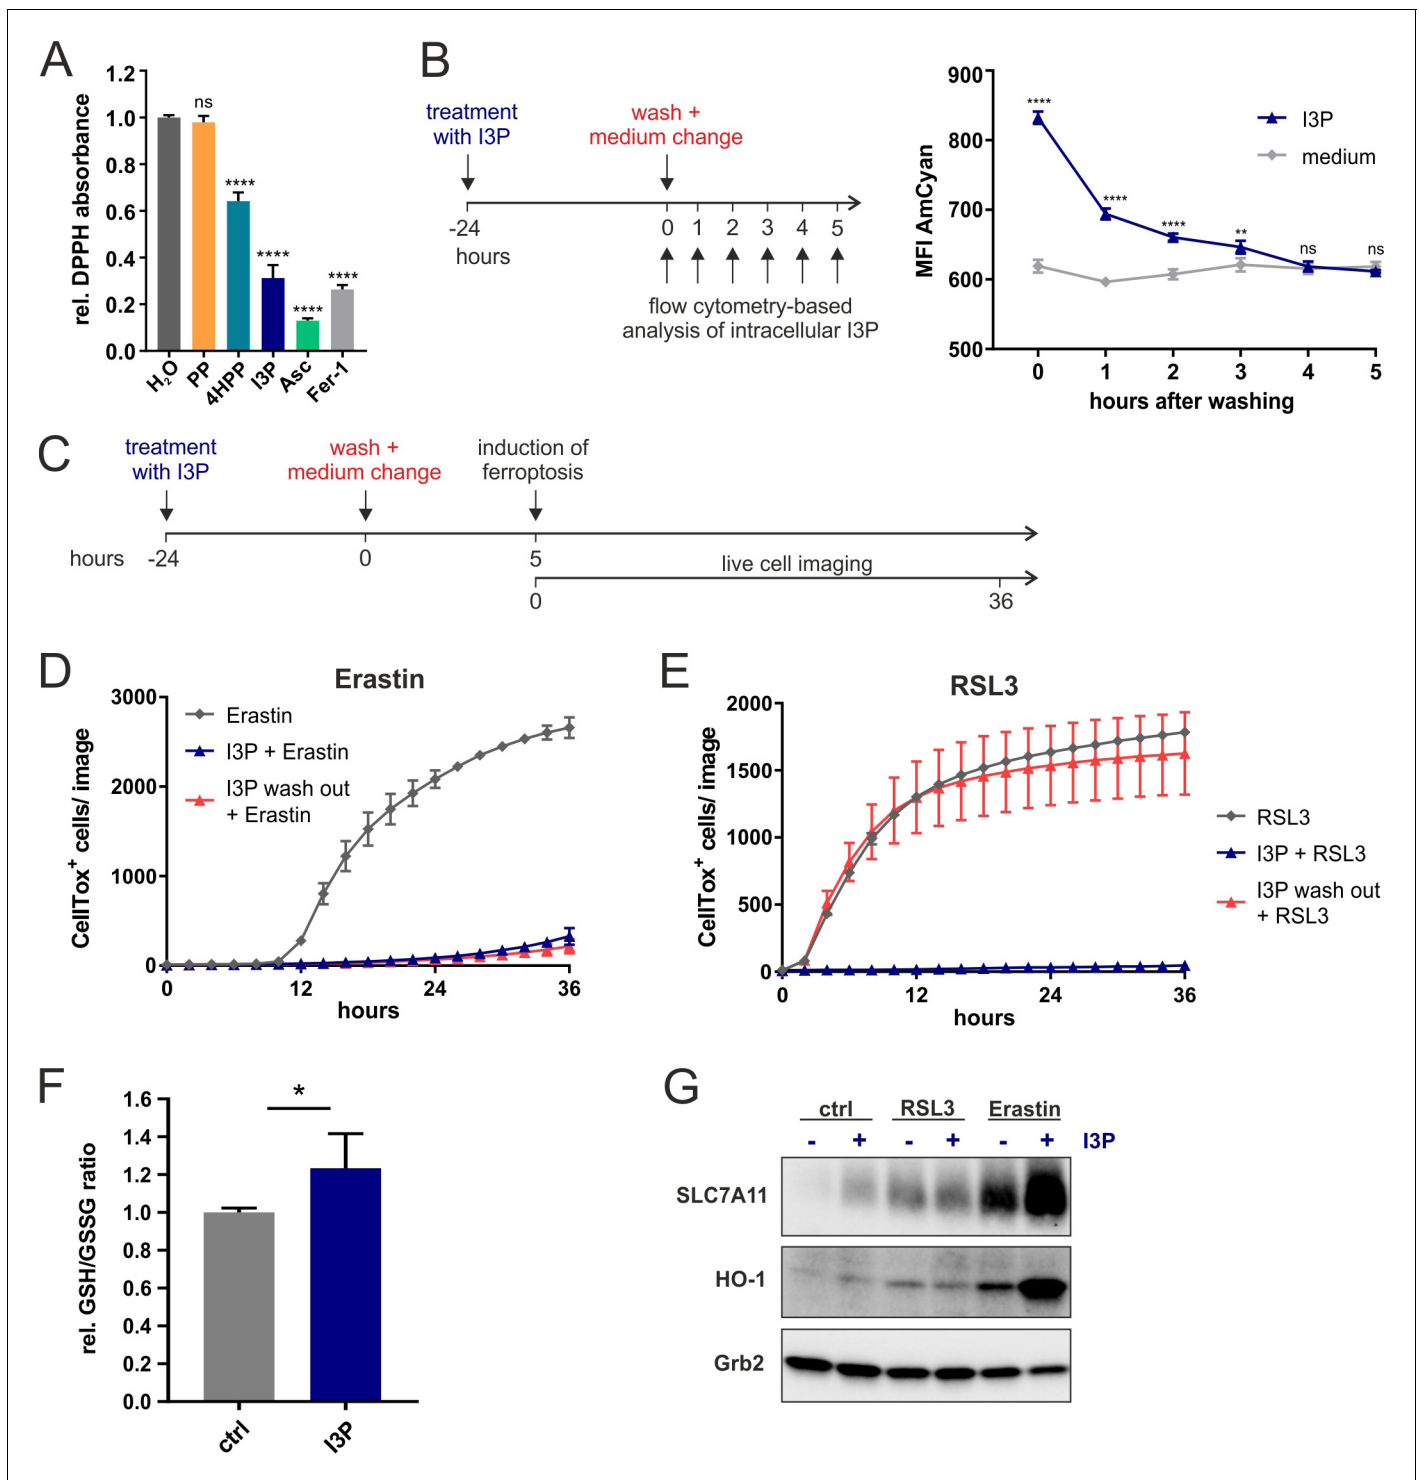 A
1.2
1.0
0.8
0.6
0.4
0.2
0.0
rel. DPPH absorbance
ns
****
****
****
****
H₂O
PP
4HPP
I3P
Asc
Fer-1
B
treatment
with I3P
wash +
medium change
-24
0
1
2
3
4
5
hours
flow cytometry-based
analysis of intracellular I3P
900
800
700
600
500
MFI AmCyan
****
****
****
**
ns
ns
I3P
medium
0
1
2
3
4
5
hours after washing
C
treatment
with I3P
wash +
medium change
induction of
ferroptosis
hours
-24
0
5
live cell imaging
0
36
D
Erastin
3000
2000
1000
0
CellTox⁺ cells/ image
Erastin
I3P + Erastin
I3P wash out
+ Erastin
0
12
24
36
hours
E
RSL3
2000
1500
1000
500
0
CellTox⁺ cells/ image
RSL3
I3P + RSL3
I3P wash out
+ RSL3
0
12
24
36
hours
F
1.6
1.4
1.2
1.0
0.8
0.6
0.4
0.2
0.0
rel. GSH/GSSG ratio
*
ctrl
I3P
G
ctrl
RSL3
Erastin
- + - + - + I3P
SLC7A11
HO-1
Grb2